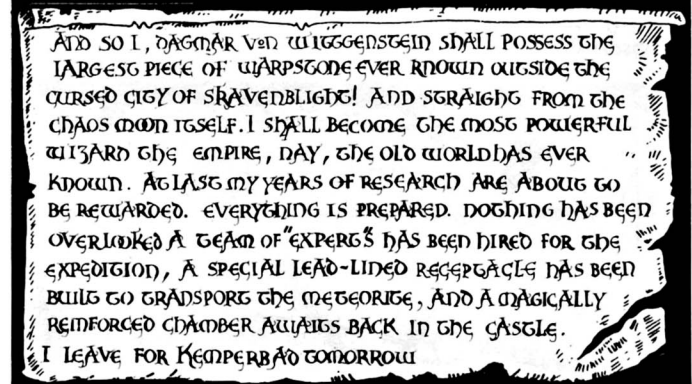 And so I, Dagmar von Wittgenstein shall possess the
largest piece of warpstone ever known outside the
cursed city of Skavenblight! And straight from the
chaos moon itself. I shall become the most powerful
wizard the empire, nay, the old world has ever
known. At last my years of research are about to
be rewarded. everything is prepared. nothing has been
overlooked A team of "experts" has been hired for the
expedition, A special lead-lined receptacle has been
built to transport the meteorite, And A magically
reinforced chamber awaits back in the castle.
I leave for Kemperbad tomorrow